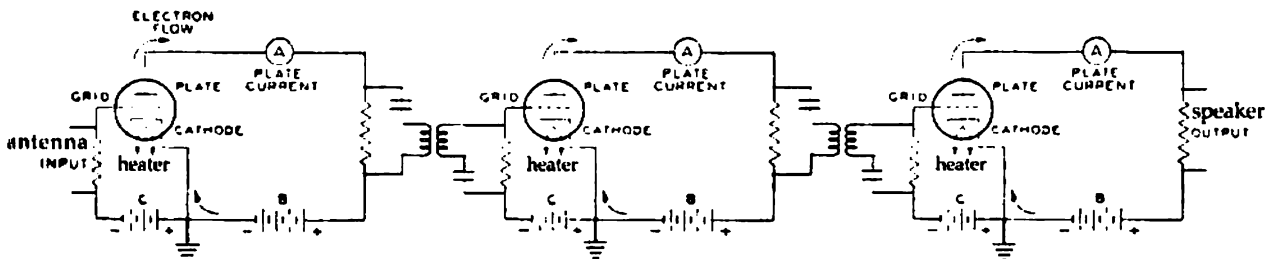 ELECTRON
FLOW
A
PLATE
CURRENT
PLATE
GRID
CATHODE
antenna
INPUT
heater
C
B
- +
- +
A
PLATE
CURRENT
PLATE
GRID
CATHODE
heater
C
B
- +
- +
A
PLATE
CURRENT
PLATE
GRID
CATHODE
heater
speaker
OUTPUT
C
B
- +
- +